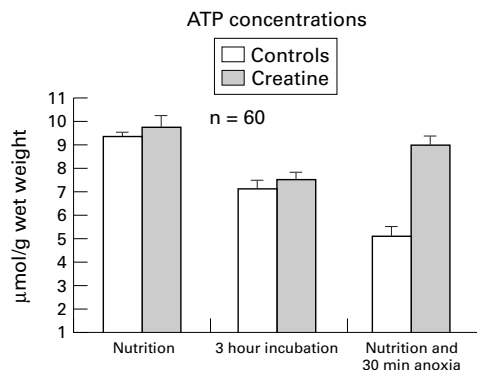 ATP concentrations
Controls
Creatine
n = 60
μmol/g wet weight
11
10
9
8
7
6
5
4
3
2
1
Nutrition
3 hour incubation
Nutrition and
30 min anoxia